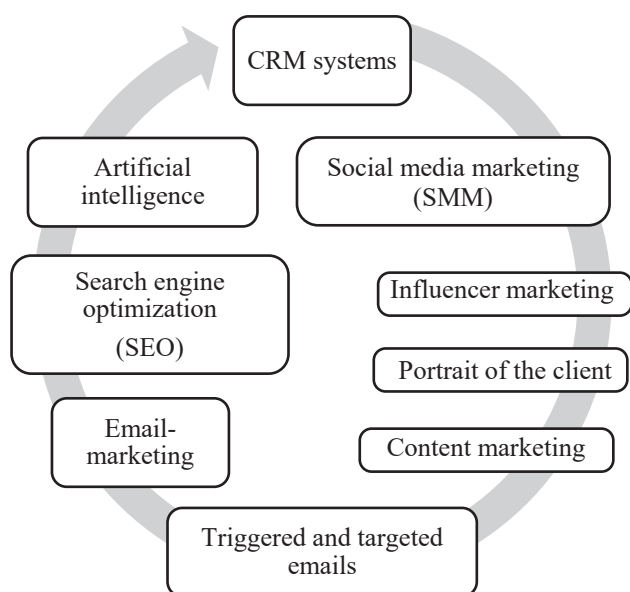 CRM systems
Social media marketing
(SMM)
Influencer marketing
Portrait of the client
Content marketing
Triggered and targeted
emails
Email-
marketing
Search engine
optimization
(SEO)
Artificial
intelligence